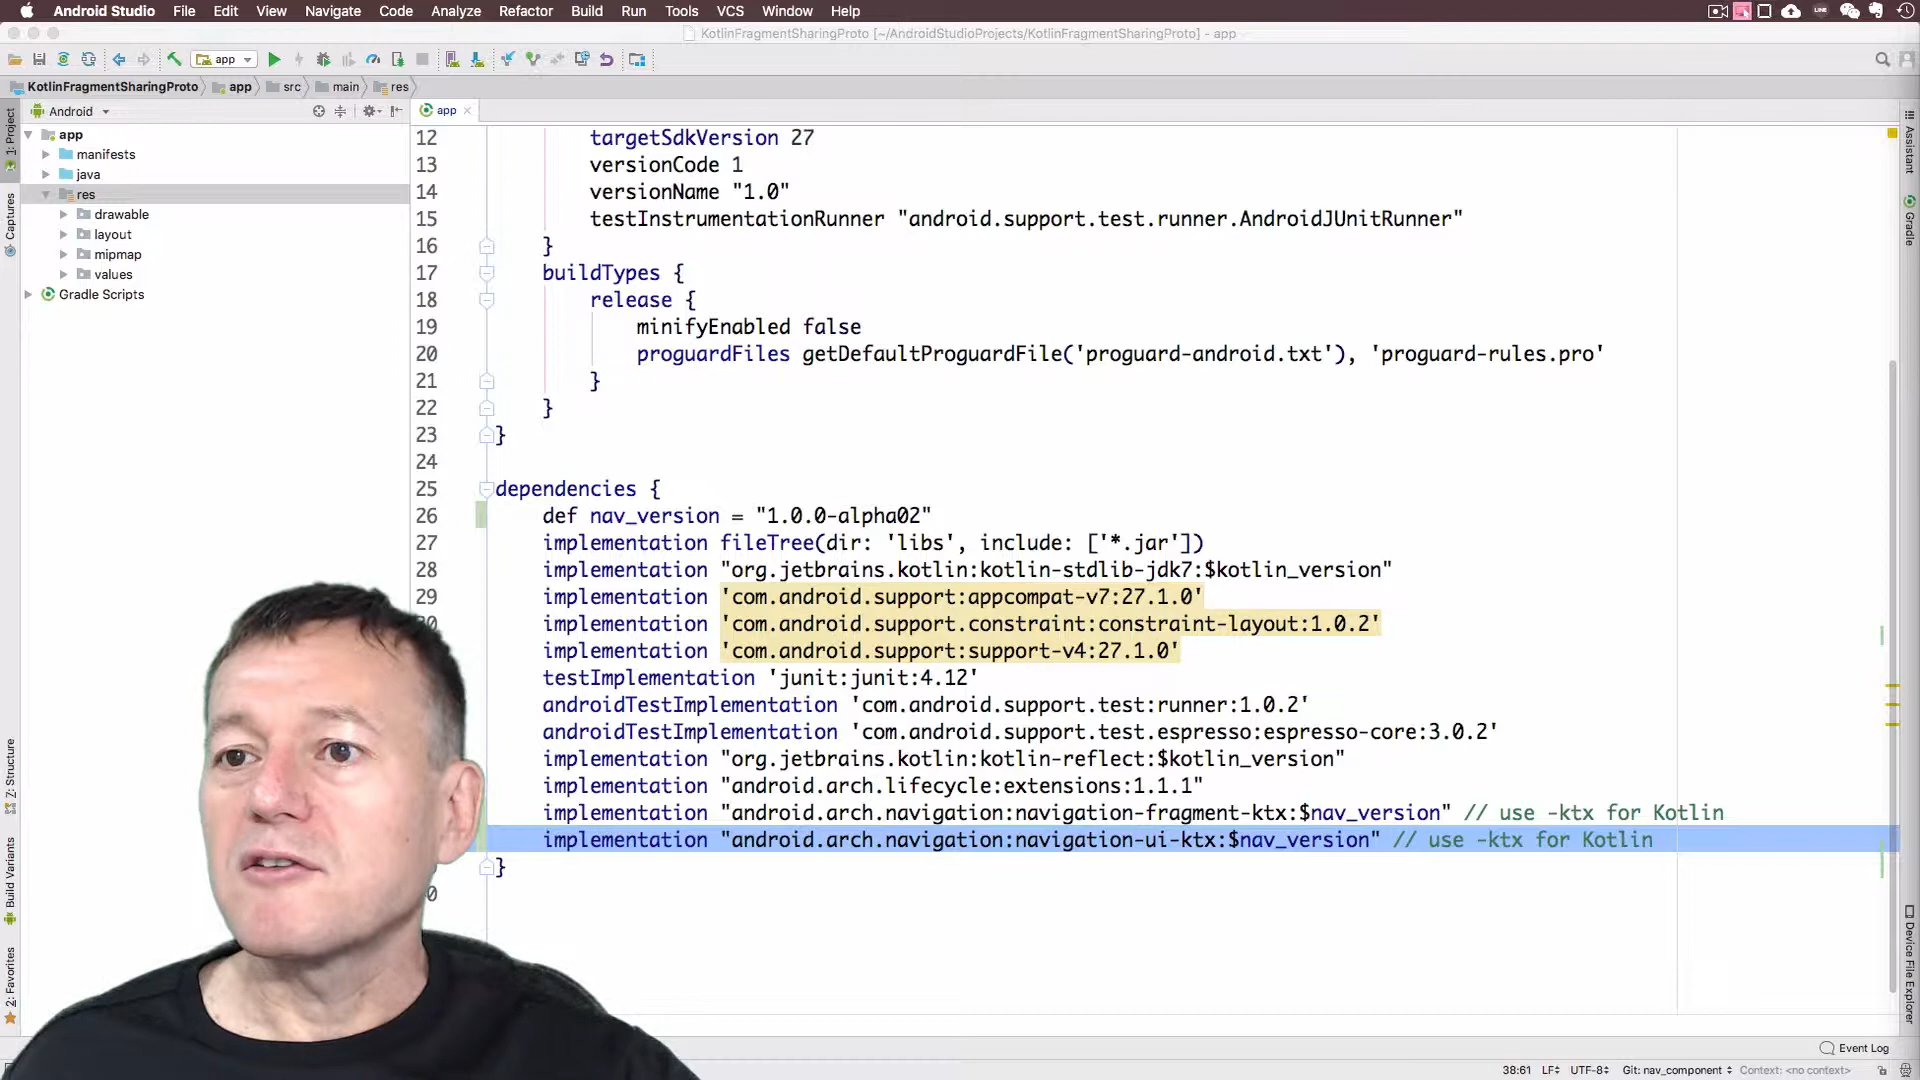 Android Studio File Edit View Navigate Code Analyze Refactor Build Run Tools VCS Window Help
KotlinFragmentSharingProto [~/AndroidStudioProjects/KotlinFragmentSharingProto] - app
app
KotlinFragmentSharingProto app src main res
Android
app
1: Project
Captures
Z: Structure
Build Variants
2: Favorites
app
manifests
java
res
drawable
layout
mipmap
values
Gradle Scripts
12 targetSdkVersion 27
13 versionCode 1
14 versionName "1.0"
15 testInstrumentationRunner "android.support.test.runner.AndroidJUnitRunner"
16 }
17 buildTypes {
18 release {
19 minifyEnabled false
20 proguardFiles getDefaultProguardFile('proguard-android.txt'), 'proguard-rules.pro'
21 }
22 }
23 }
24
25 dependencies {
26 def nav_version = "1.0.0-alpha02"
27 implementation fileTree(dir: 'libs', include: ['*.jar'])
28 implementation "org.jetbrains.kotlin:kotlin-stdlib-jdk7:$kotlin_version"
29 implementation 'com.android.support:appcompat-v7:27.1.0'
implementation 'com.android.support.constraint:constraint-layout:1.0.2'
implementation 'com.android.support:support-v4:27.1.0'
testImplementation 'junit:junit:4.12'
androidTestImplementation 'com.android.support.test:runner:1.0.2'
androidTestImplementation 'com.android.support.test.espresso:espresso-core:3.0.2'
implementation "org.jetbrains.kotlin:kotlin-reflect:$kotlin_version"
implementation "android.arch.lifecycle:extensions:1.1.1"
implementation "android.arch.navigation:navigation-fragment-ktx:$nav_version" // use -ktx for Kotlin
implementation "android.arch.navigation:navigation-ui-ktx:$nav_version" // use -ktx for Kotlin
}
Assistant
Gradle
Device File Explorer
Event Log
38:61 LF UTF-8 Git: nav_component Context: <no context>